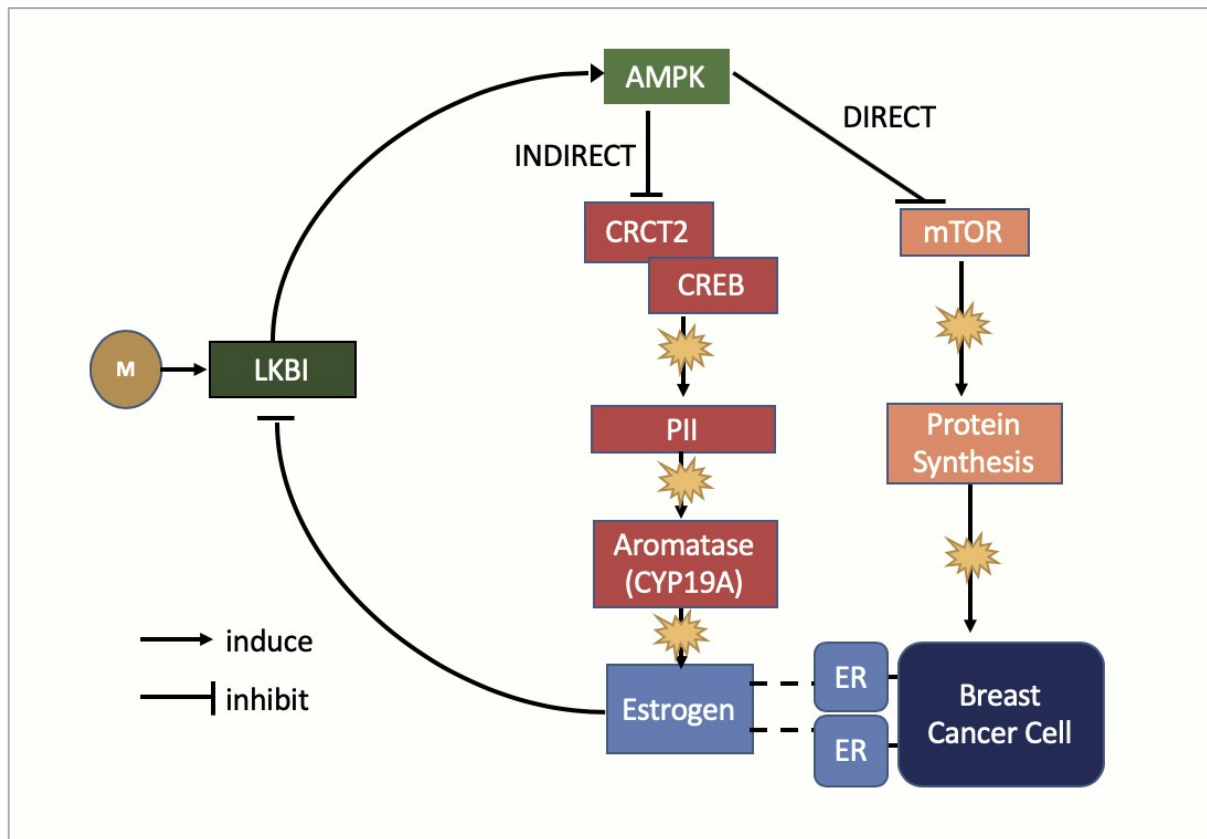 AMPK
DIRECT
INDIRECT
CRCT2
mTOR
CREB
M
LKBI
PII
Protein
Synthesis
Aromatase
(CYP19A)
induce
inhibit
Estrogen
ER
ER
Breast
Cancer Cell